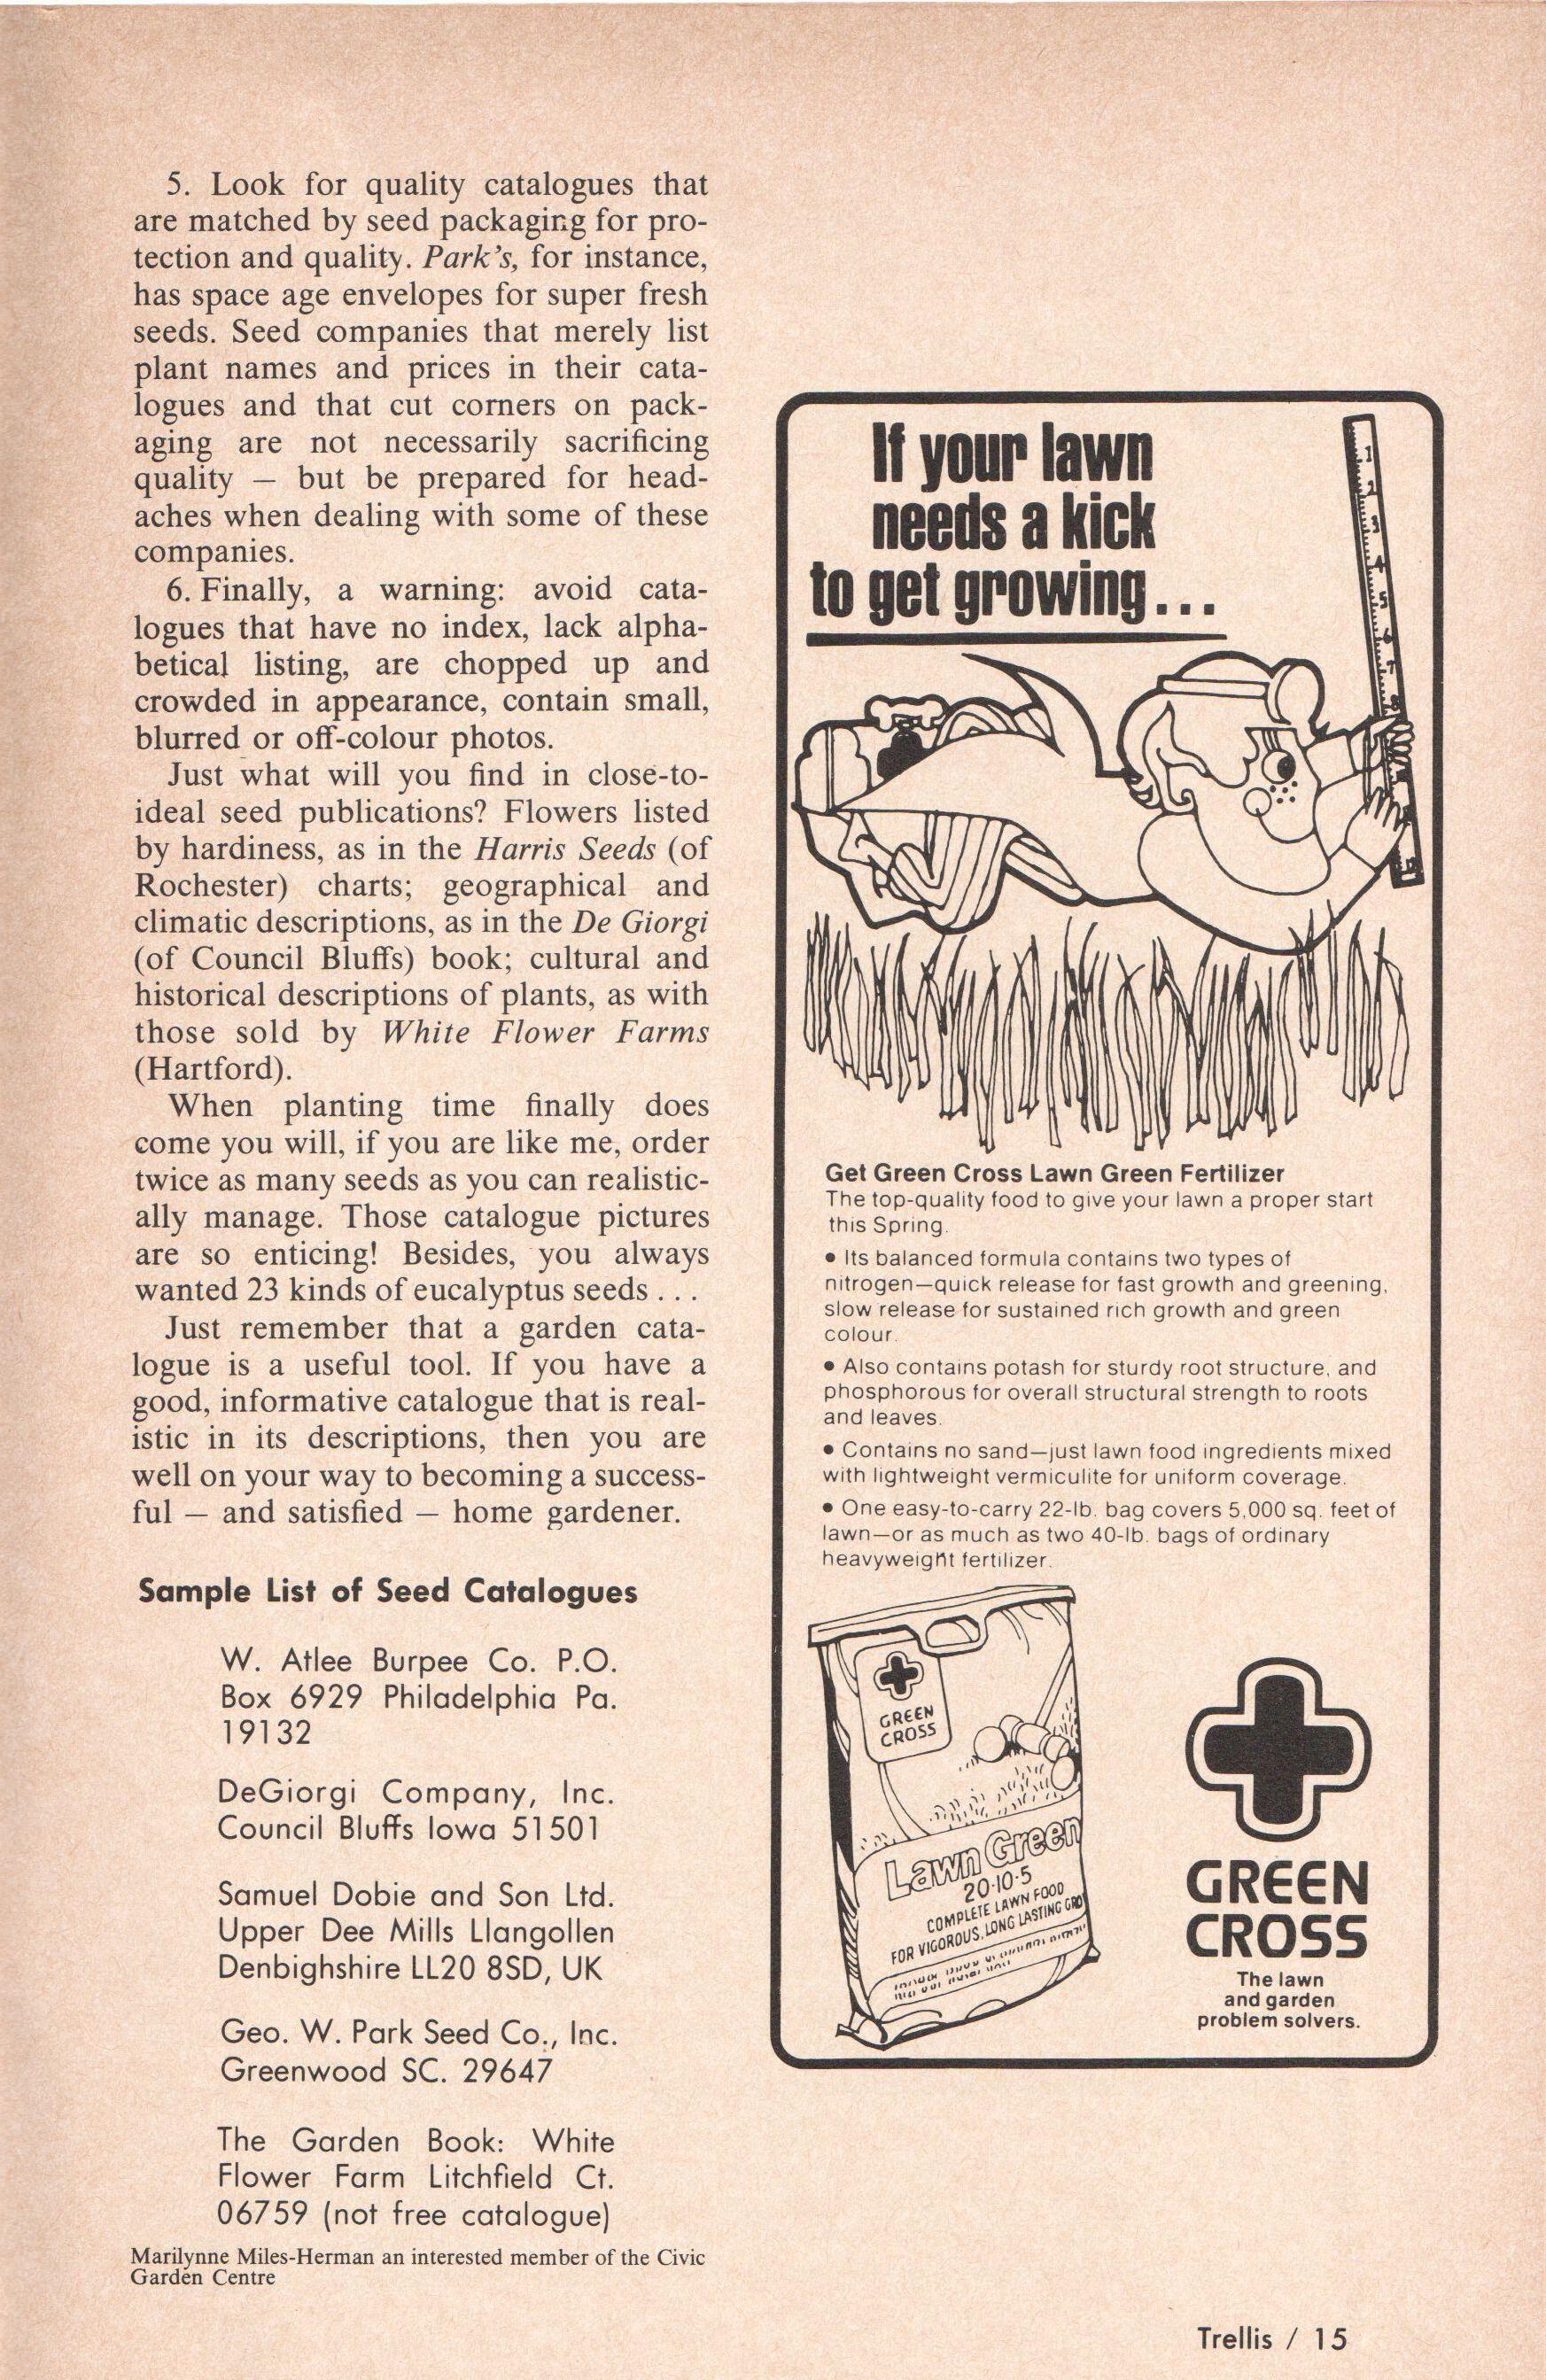 5. Look for quality catalogues that
are matched by seed packaging for pro-
tection and quality. Park's, for instance,
has space age envelopes for super fresh
seeds. Seed companies that merely list
plant names and prices in their cata-
logues and that cut corners on pack-
aging are not necessarily sacrificing
quality — but be prepared for head-
aches when dealing with some of these
companies.
6. Finally, a warning: avoid cata-
logues that have no index, lack alpha-
betical listing, are chopped up and
crowded in appearance, contain small,
blurred or off-colour photos.
Just what will you find in close-to-
ideal seed publications? Flowers listed
by hardiness, as in the Harris Seeds (of
Rochester) charts; geographical and
climatic descriptions, as in the De Giorgi
(of Council Bluffs) book; cultural and
historical descriptions of plants, as with
those sold by White Flower Farms
(Hartford).
When planting time finally does
come you will, if you are like me, order
twice as many seeds as you can realistic-
ally manage. Those catalogue pictures
are so enticing! Besides, you always
wanted 23 kinds of eucalyptus seeds . . .
Just remember that a garden cata-
logue is a useful tool. If you have a
good, informative catalogue that is real-
istic in its descriptions, then you are
well on your way to becoming a success-
ful — and satisfied — home gardener.
Sample List of Seed Catalogues
W. Atlee Burpee Co. P.O.
Box 6929 Philadelphia Pa.
19132
DeGiorgi Company, Inc.
Council Bluffs Iowa 51501
Samuel Dobie and Son Ltd.
Upper Dee Mills Llangollen
Denbighshire LL20 8SD, UK
Geo. W. Park Seed Co., Inc.
Greenwood SC. 29647
The Garden Book: White
Flower Farm Litchfield Ct.
06759 (not free catalogue)
Marilynne Miles-Herman an interested member of the Civic
Garden Centre
If your lawn
needs a kick
to get growing...
1
2
3
4
5
6
7
Get Green Cross Lawn Green Fertilizer
The top-quality food to give your lawn a proper start
this Spring.
• Its balanced formula contains two types of
nitrogen—quick release for fast growth and greening,
slow release for sustained rich growth and green
colour.
• Also contains potash for sturdy root structure, and
phosphorous for overall structural strength to roots
and leaves.
• Contains no sand—just lawn food ingredients mixed
with lightweight vermiculite for uniform coverage.
• One easy-to-carry 22-lb. bag covers 5,000 sq. feet of
lawn—or as much as two 40-lb. bags of ordinary
heavyweight fertilizer.
GREEN
CROSS
Lawn Green
20-10-5
COMPLETE LAWN FOOD
FOR VIGOROUS, LONG LASTING GRO
GREEN
CROSS
The lawn
and garden
problem solvers.
Trellis / 15